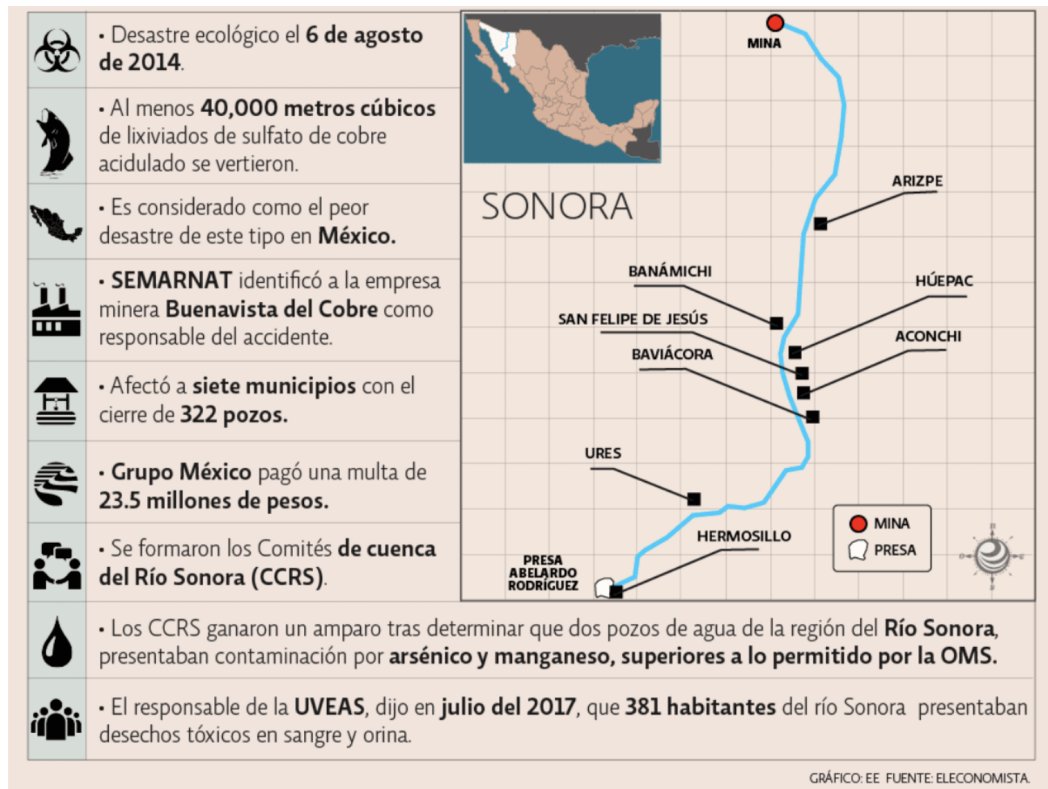 • Desastre ecológico el 6 de agosto
de 2014.
• Al menos 40,000 metros cúbicos
de lixiviados de sulfato de cobre
acidulado se vertieron.
• Es considerado como el peor
desastre de este tipo en México.
• SEMARNAT identificó a la empresa
minera Buenavista del Cobre como
responsable del accidente.
• Afectó a siete municipios con el
cierre de 322 pozos.
• Grupo México pagó una multa de
23.5 millones de pesos.
• Se formaron los Comités de cuenca
del Río Sonora (CCRS).
MINA
SONORA
ARIZPE
BANÁMICHI
HÚEPAC
SAN FELIPE DE JESÚS
ACONCHI
BAVIÁCORA
URES
HERMOSILLO
PRESA
ABELARDO
RODRÍGUEZ
MINA
PRESA
• Los CCRS ganaron un amparo tras determinar que dos pozos de agua de la región del Río Sonora,
presentaban contaminación por arsénico y manganeso, superiores a lo permitido por la OMS.
• El responsable de la UVEAS, dijo en julio del 2017, que 381 habitantes del río Sonora presentaban
desechos tóxicos en sangre y orina.
GRÁFICO: EE FUENTE: ELECONOMISTA.